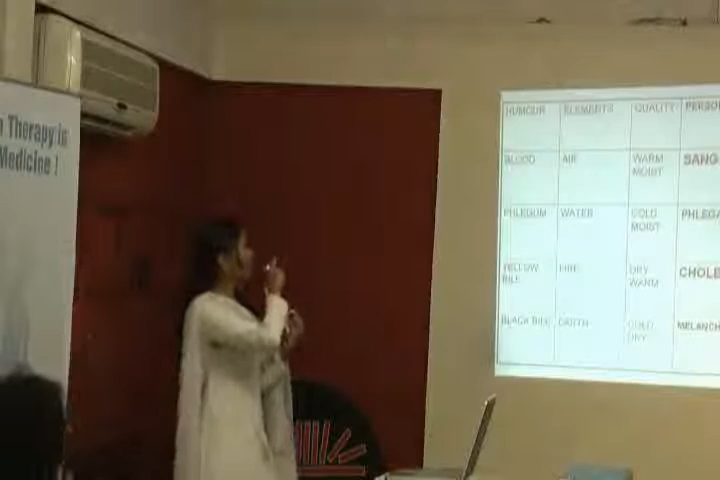 n Therapy in
Medicine !
HUMOUR ELEMENTS QUALITY PERSO
BLOOD AIR WARM MOIST SANG
PHLEGUM WATER COLD MOIST PHLEG
YELLOW BILE FIRE DRY WARM CHOLE
BLACK BILE EARTH COLD DRY MELANCH